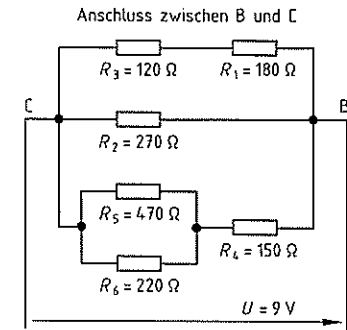 Anschluss zwischen B und C
R₃ = 120 Ω
R₁ = 180 Ω
C
B
R₂ = 270 Ω
R₅ = 470 Ω
R₄ = 150 Ω
R₆ = 220 Ω
U = 9 V